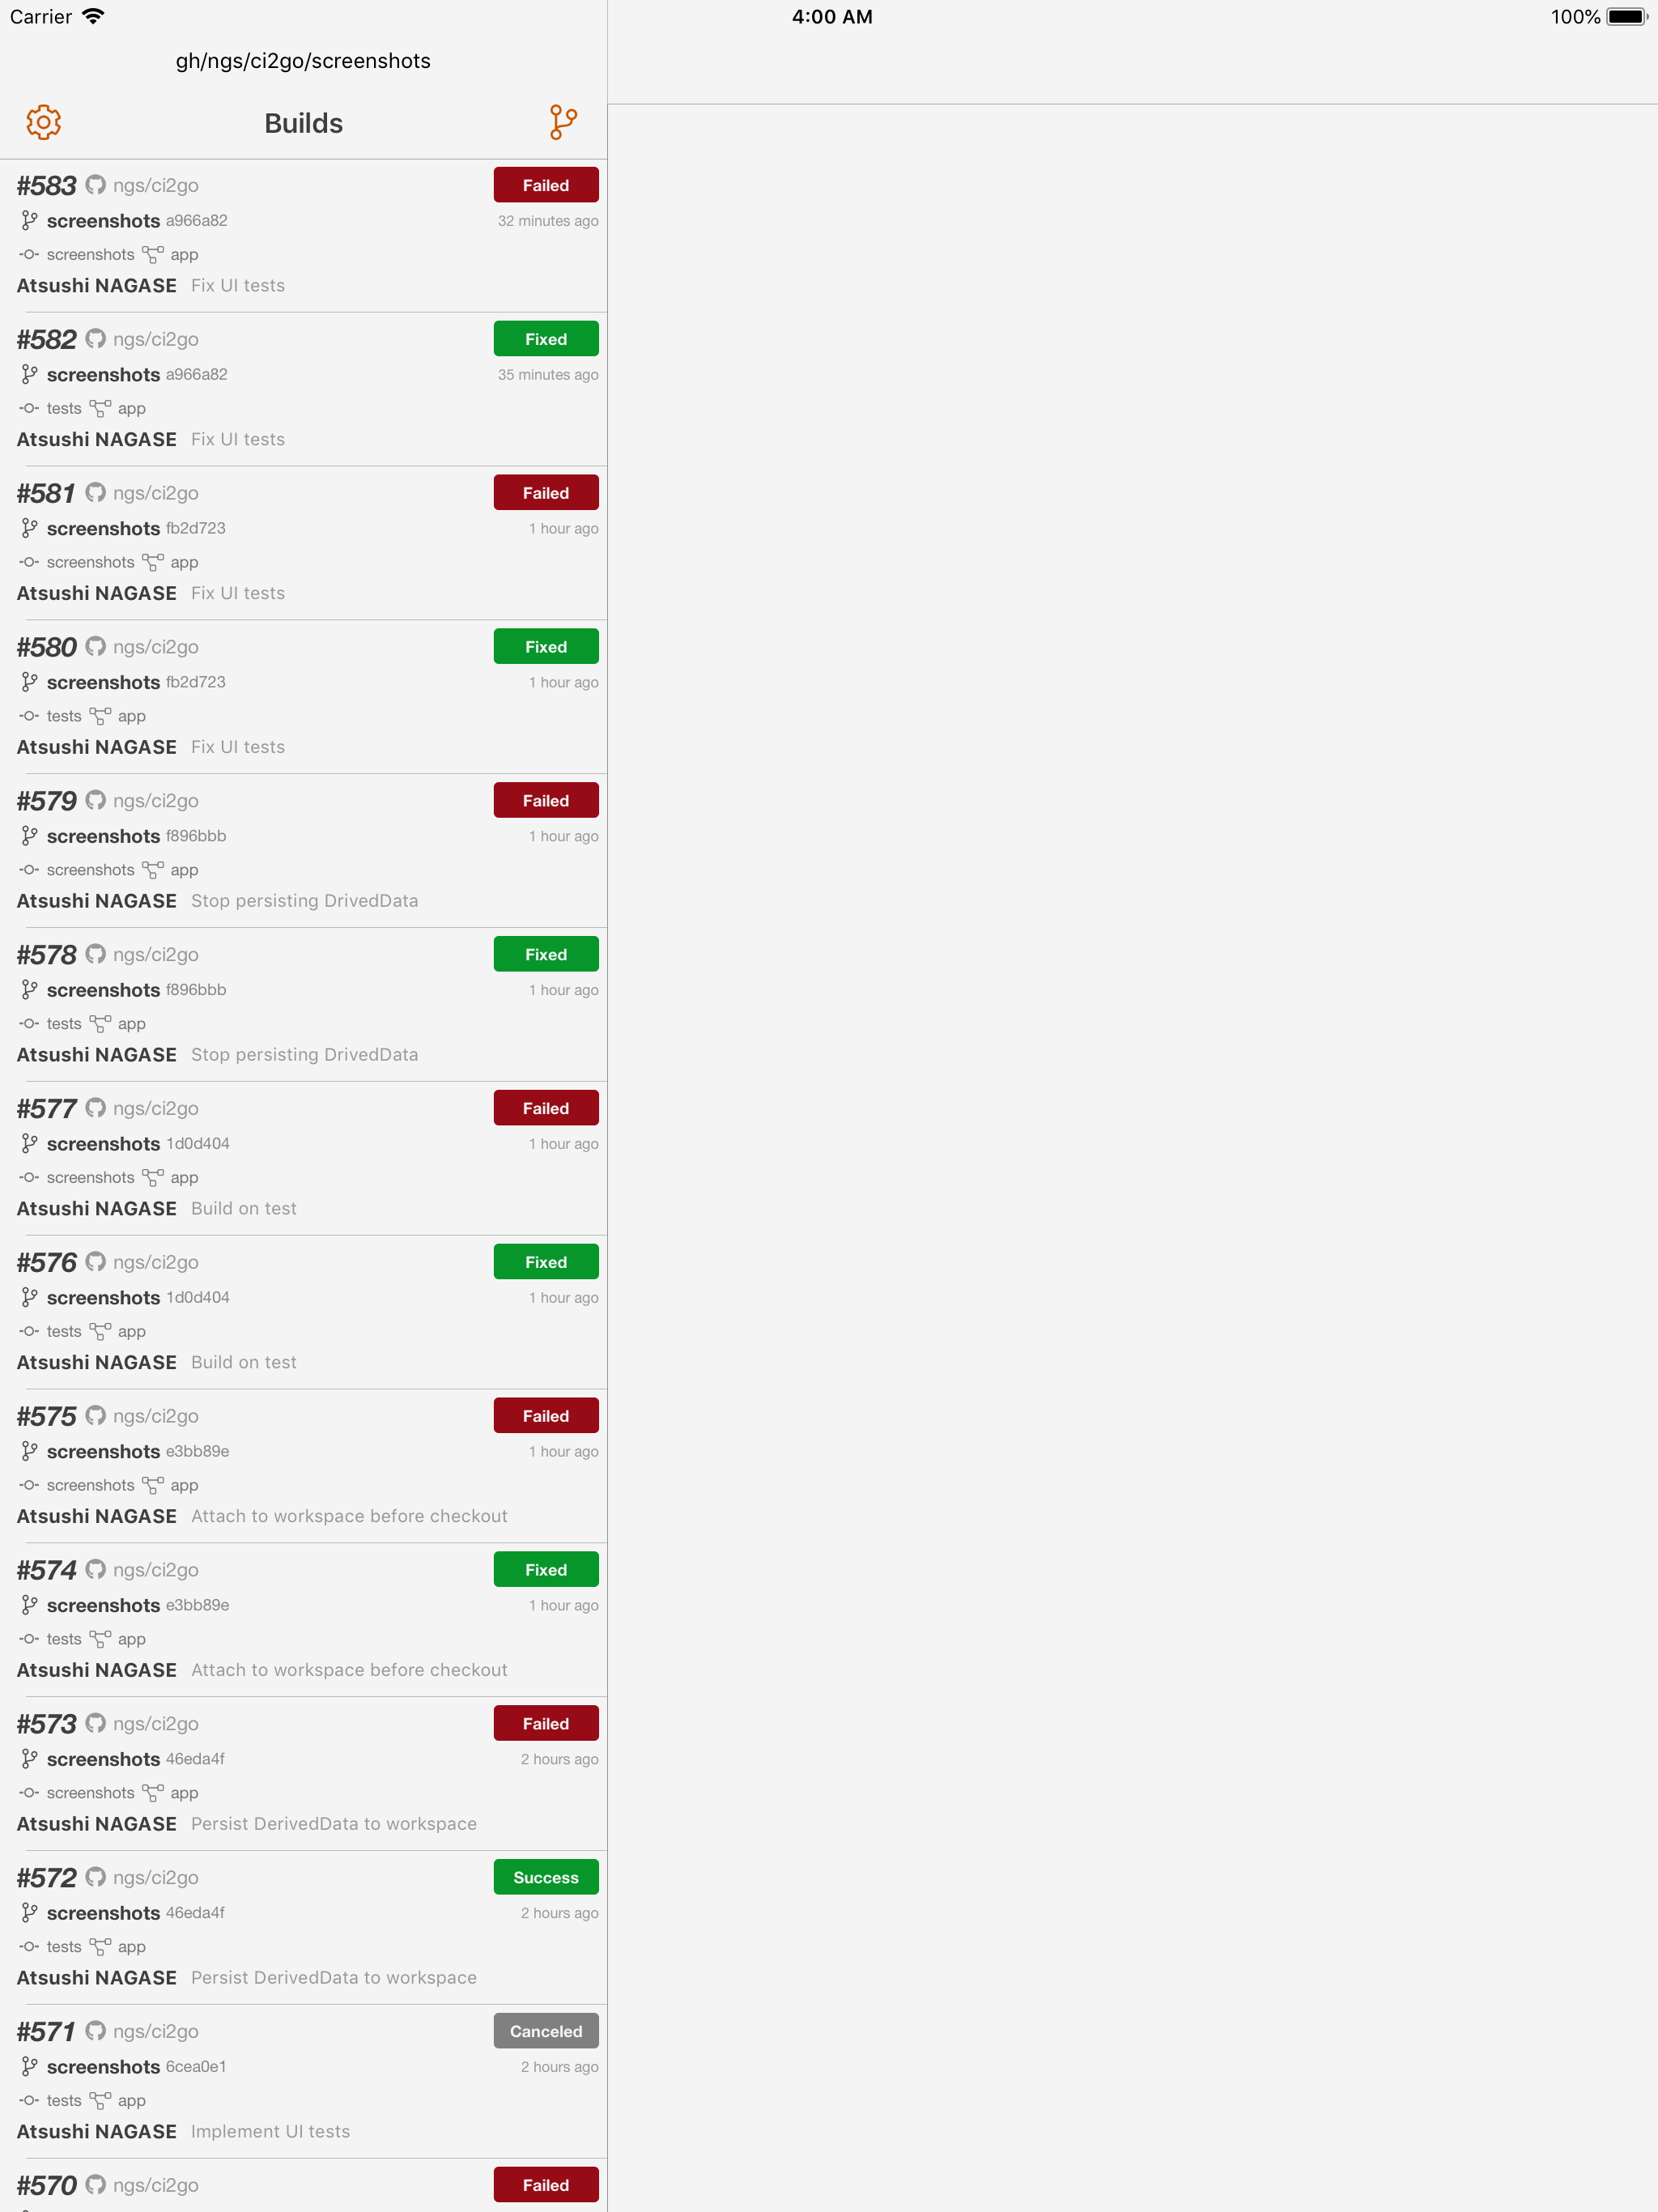 Carrier 4:00 AM 100%
gh/ngs/ci2go/screenshots
Builds
#583 ngs/ci2go Failed
screenshots a966a82 32 minutes ago
screenshots app
Atsushi NAGASE Fix UI tests
#582 ngs/ci2go Fixed
screenshots a966a82 35 minutes ago
tests app
Atsushi NAGASE Fix UI tests
#581 ngs/ci2go Failed
screenshots fb2d723 1 hour ago
screenshots app
Atsushi NAGASE Fix UI tests
#580 ngs/ci2go Fixed
screenshots fb2d723 1 hour ago
tests app
Atsushi NAGASE Fix UI tests
#579 ngs/ci2go Failed
screenshots f896bbb 1 hour ago
screenshots app
Atsushi NAGASE Stop persisting DrivedData
#578 ngs/ci2go Fixed
screenshots f896bbb 1 hour ago
tests app
Atsushi NAGASE Stop persisting DrivedData
#577 ngs/ci2go Failed
screenshots 1d0d404 1 hour ago
screenshots app
Atsushi NAGASE Build on test
#576 ngs/ci2go Fixed
screenshots 1d0d404 1 hour ago
tests app
Atsushi NAGASE Build on test
#575 ngs/ci2go Failed
screenshots e3bb89e 1 hour ago
screenshots app
Atsushi NAGASE Attach to workspace before checkout
#574 ngs/ci2go Fixed
screenshots e3bb89e 1 hour ago
tests app
Atsushi NAGASE Attach to workspace before checkout
#573 ngs/ci2go Failed
screenshots 46eda4f 2 hours ago
screenshots app
Atsushi NAGASE Persist DerivedData to workspace
#572 ngs/ci2go Success
screenshots 46eda4f 2 hours ago
tests app
Atsushi NAGASE Persist DerivedData to workspace
#571 ngs/ci2go Canceled
screenshots 6cea0e1 2 hours ago
tests app
Atsushi NAGASE Implement UI tests
#570 ngs/ci2go Failed